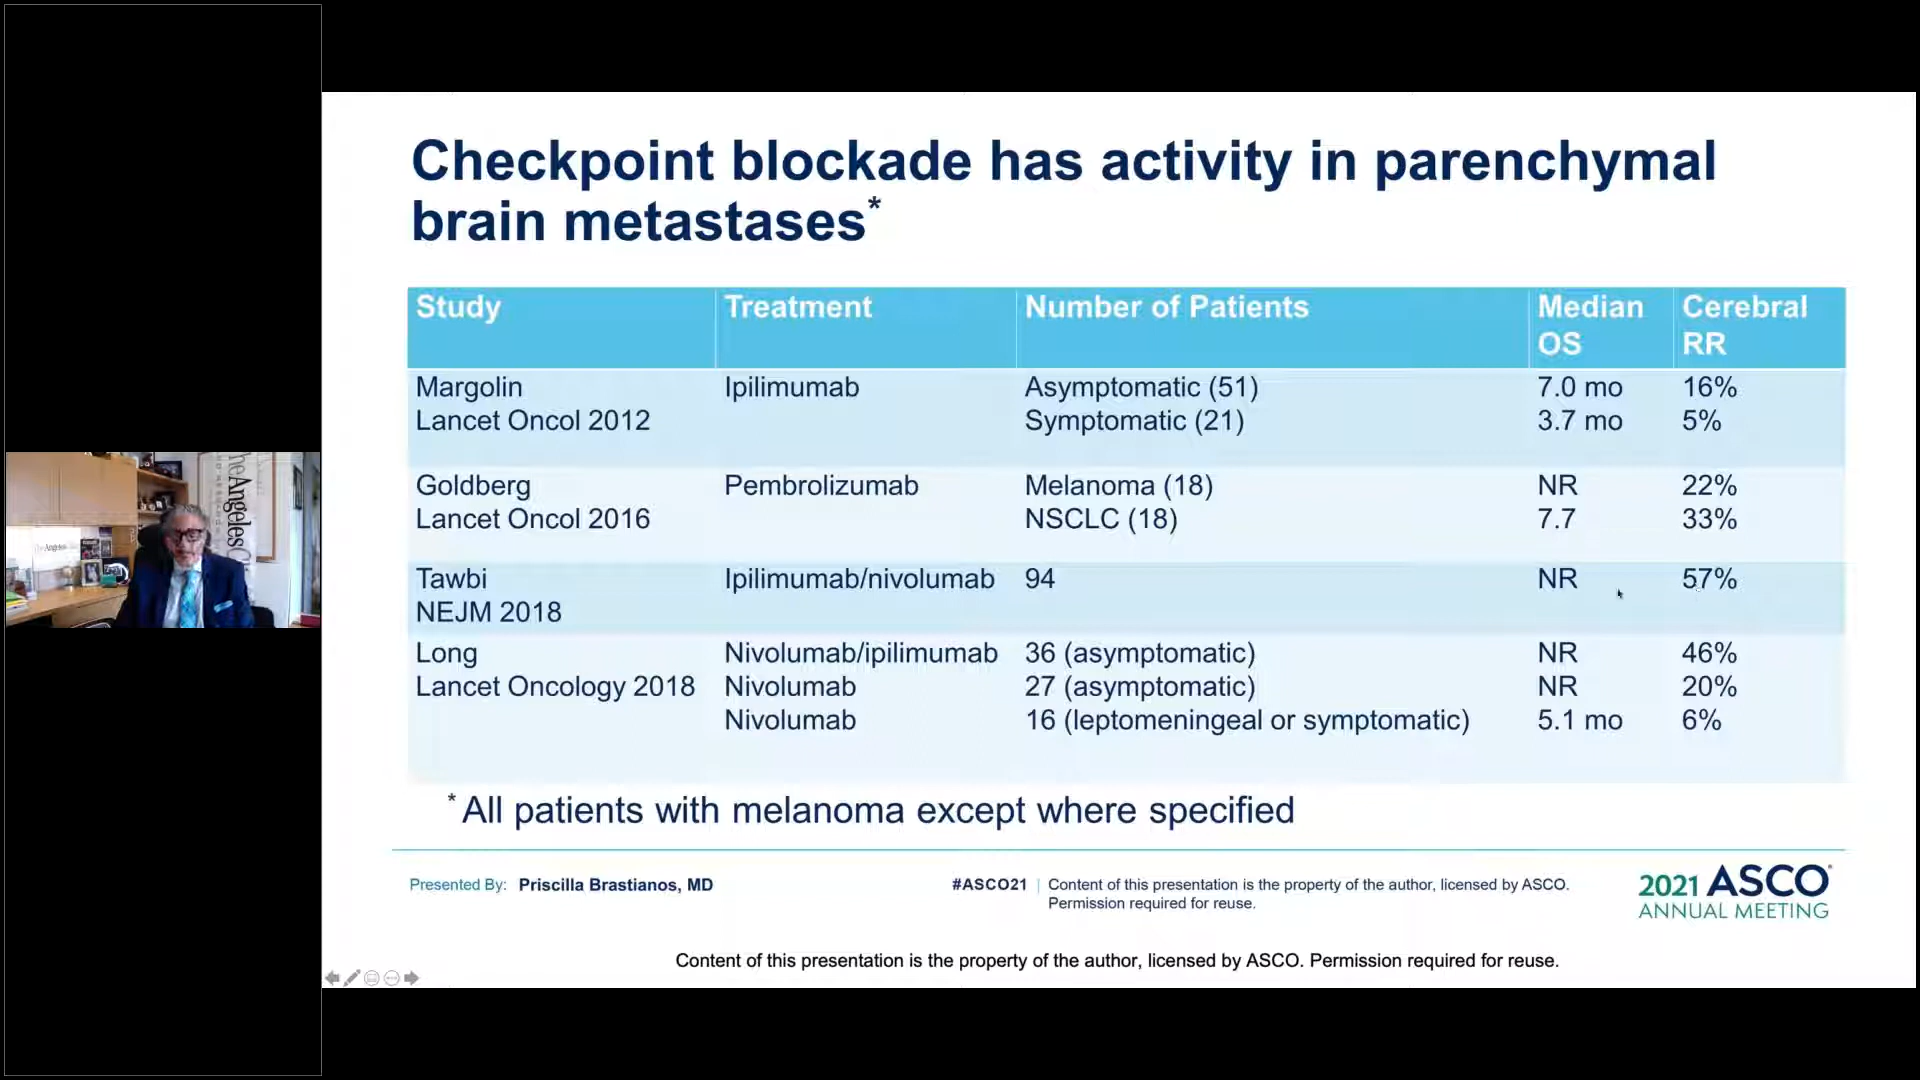 Checkpoint blockade has activity in parenchymal
brain metastases*
Study Treatment Number of Patients Median OS Cerebral RR
Margolin Ipilimumab Asymptomatic (51) 7.0 mo 16%
Lancet Oncol 2012 Symptomatic (21) 3.7 mo 5%
Goldberg Pembrolizumab Melanoma (18) NR 22%
Lancet Oncol 2016 NSCLC (18) 7.7 33%
Tawbi Ipilimumab/nivolumab 94 NR 57%
NEJM 2018
Long Nivolumab/ipilimumab 36 (asymptomatic) NR 46%
Lancet Oncology 2018 Nivolumab 27 (asymptomatic) NR 20%
Nivolumab 16 (leptomeningeal or symptomatic) 5.1 mo 6%
* All patients with melanoma except where specified
Presented By: Priscilla Brastianos, MD
#ASCO21 | Content of this presentation is the property of the author, licensed by ASCO.
Permission required for reuse.
2021 ASCO®
ANNUAL MEETING
Content of this presentation is the property of the author, licensed by ASCO. Permission required for reuse.
Angeles